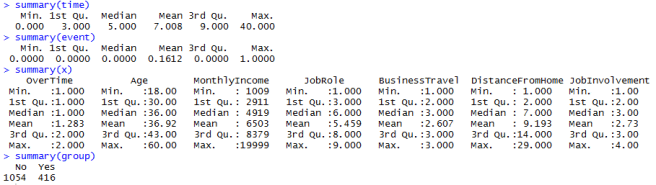 > summary(time)
Min. 1st Qu. Median Mean 3rd Qu. Max.
0.000 3.000 5.000 7.008 9.000 40.000
> summary(event)
Min. 1st Qu. Median Mean 3rd Qu. Max.
0.0000 0.0000 0.0000 0.1612 0.0000 1.0000
> summary(x)
OverTime Age MonthlyIncome JobRole BusinessTravel DistanceFromHome JobInvolvement
Min. :1.000 Min. :18.00 Min. : 1009 Min. :1.000 Min. :1.000 Min. : 1.000 Min. :1.00
1st Qu.:1.000 1st Qu.:30.00 1st Qu.: 2911 1st Qu.:3.000 1st Qu.:2.000 1st Qu.: 2.000 1st Qu.:2.00
Median :1.000 Median :36.00 Median : 4919 Median :6.000 Median :3.000 Median : 7.000 Median :3.00
Mean :1.283 Mean :36.92 Mean : 6503 Mean :5.459 Mean :2.607 Mean : 9.193 Mean :2.73
3rd Qu.:2.000 3rd Qu.:43.00 3rd Qu.: 8379 3rd Qu.:8.000 3rd Qu.:3.000 3rd Qu.:14.000 3rd Qu.:3.00
Max. :2.000 Max. :60.00 Max. :19999 Max. :9.000 Max. :3.000 Max. :29.000 Max. :4.00
> summary(group)
No Yes
1054 416